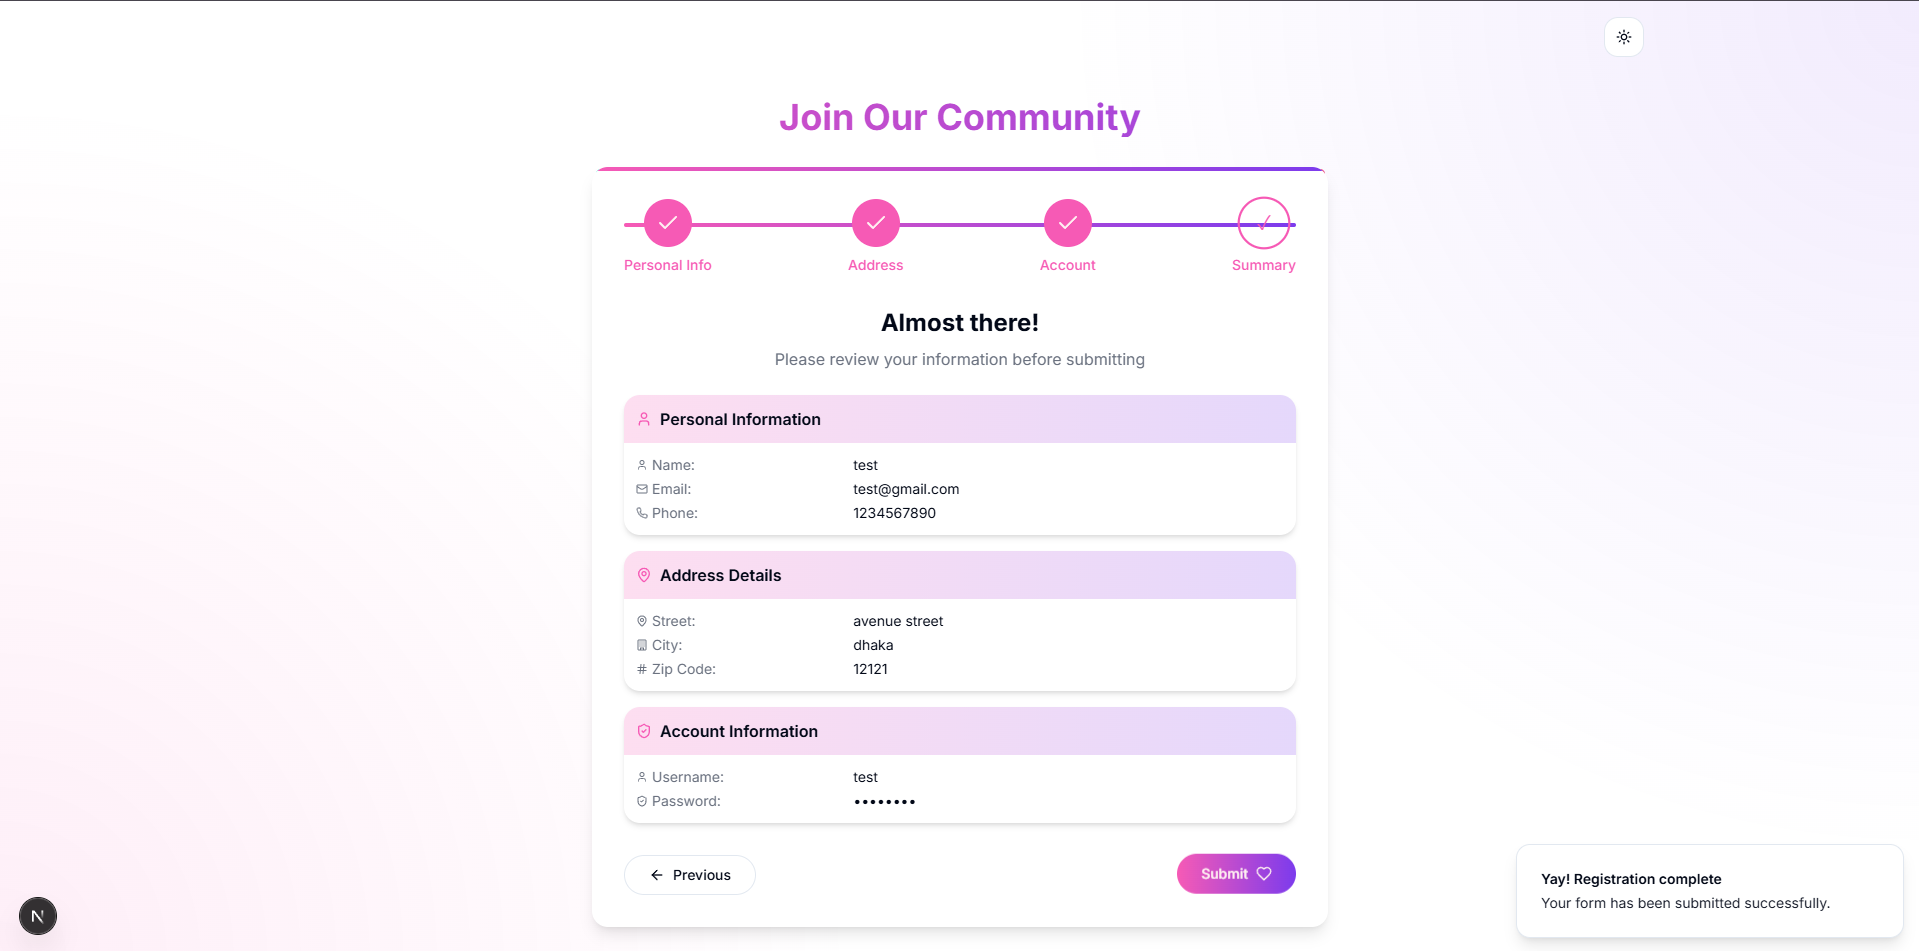 Join Our Community
Personal Info
Address
Account
Summary
Almost there!
Please review your information before submitting
Personal Information
Name: test
Email: test@gmail.com
Phone: 1234567890
Address Details
Street: avenue street
City: dhaka
Zip Code: 12121
Account Information
Username: test
Password: ••••••••
Previous
Submit
N
Yay! Registration complete
Your form has been submitted successfully.